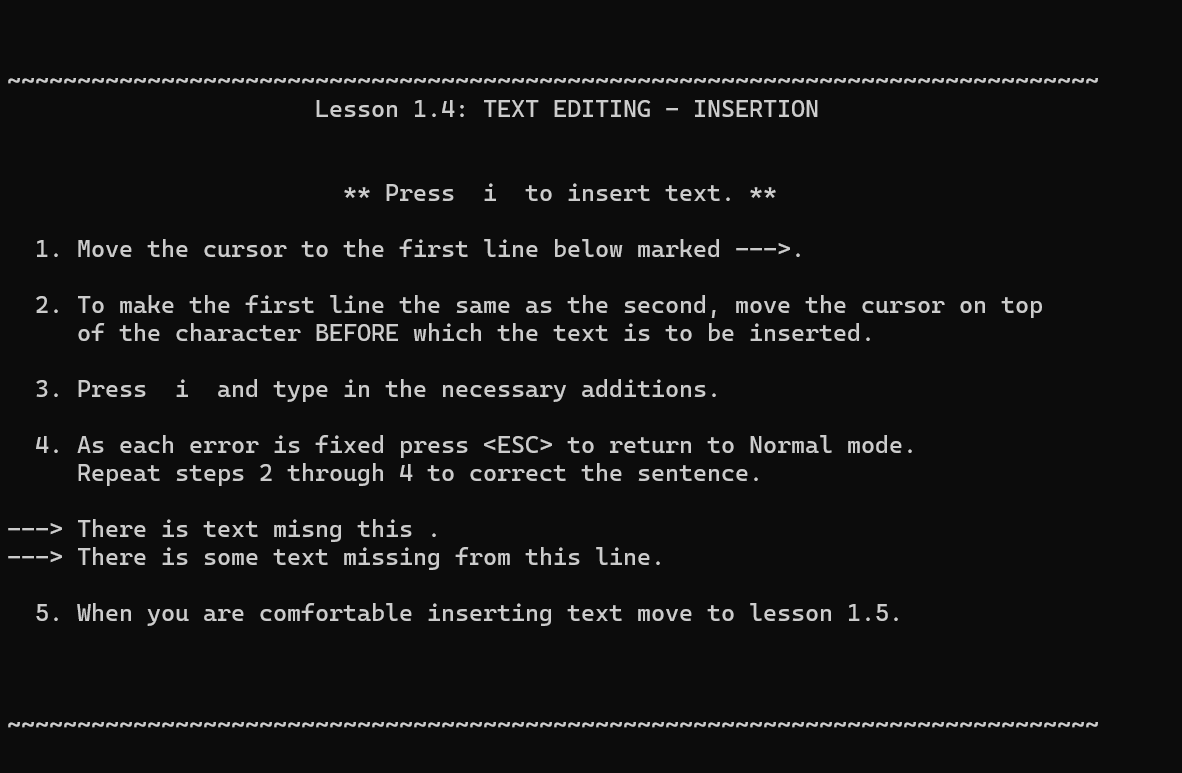 ~~~~~~~~~~~~~~~~~~~~~~~~~~~~~~~~~~~~~~~~~~~~~~~~~~~~~~~~~~~~~~~~~~~~~~~~~~~~~~
Lesson 1.4: TEXT EDITING - INSERTION
** Press  i  to insert text. **
1. Move the cursor to the first line below marked --->.
2. To make the first line the same as the second, move the cursor on top
of the character BEFORE which the text is to be inserted.
3. Press  i  and type in the necessary additions.
4. As each error is fixed press <ESC> to return to Normal mode.
Repeat steps 2 through 4 to correct the sentence.
---> There is text misng this .
---> There is some text missing from this line.
5. When you are comfortable inserting text move to lesson 1.5.
~~~~~~~~~~~~~~~~~~~~~~~~~~~~~~~~~~~~~~~~~~~~~~~~~~~~~~~~~~~~~~~~~~~~~~~~~~~~~~